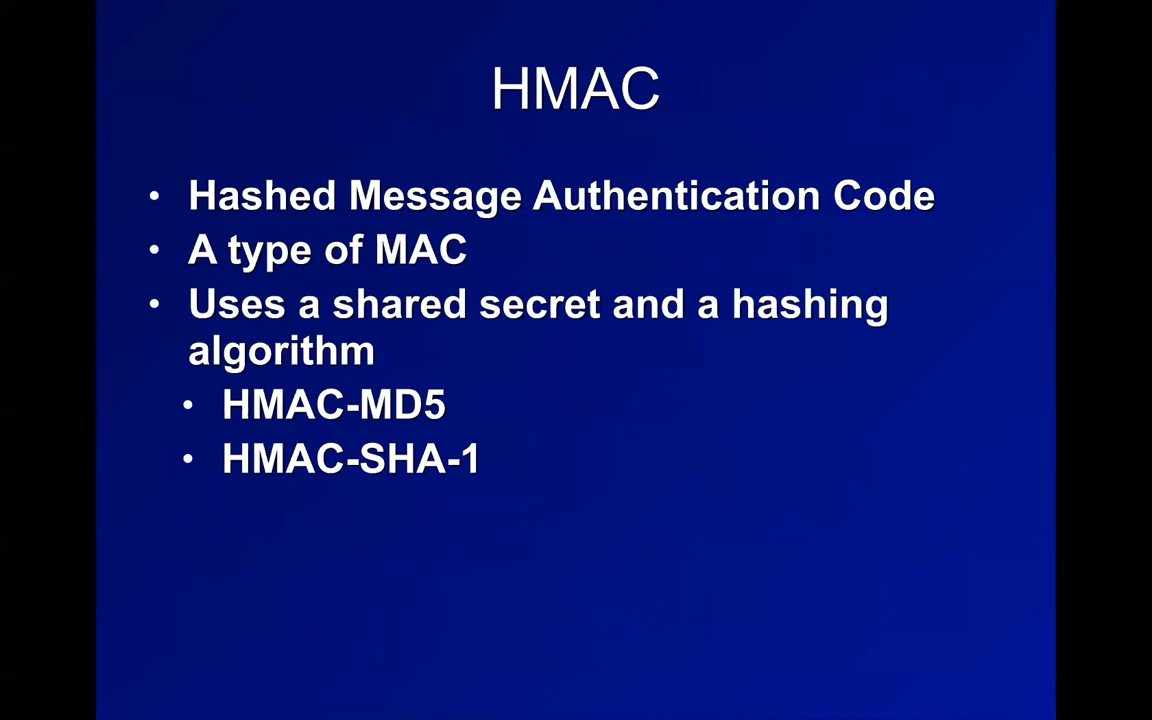 HMAC
• Hashed Message Authentication Code
• A type of MAC
• Uses a shared secret and a hashing
algorithm
• HMAC-MD5
• HMAC-SHA-1